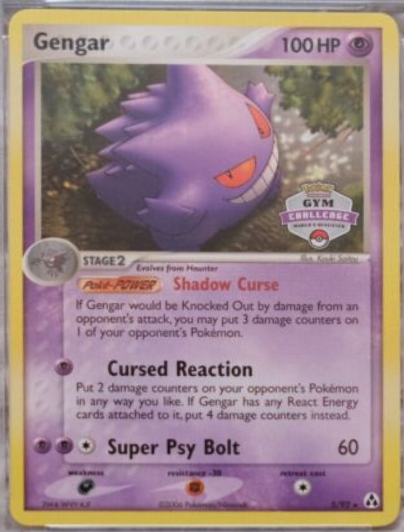 Gengar
100 HP
POKéMON
GYM
CHALLENGE
STAGE 2
Evolves from Haunter
Illus. Kouki Saitou
Poké-POWER Shadow Curse
If Gengar would be Knocked Out by damage from an
opponent's attack, you may put 3 damage counters on
1 of your opponent's Pokémon.
Cursed Reaction
Put 2 damage counters on your opponent's Pokémon
in any way you like. If Gengar has any React Energy
cards attached to it, put 4 damage counters instead.
Super Psy Bolt 60
weakness resistance -30 retreat cost
©2006 Pokémon/Nintendo 5/92